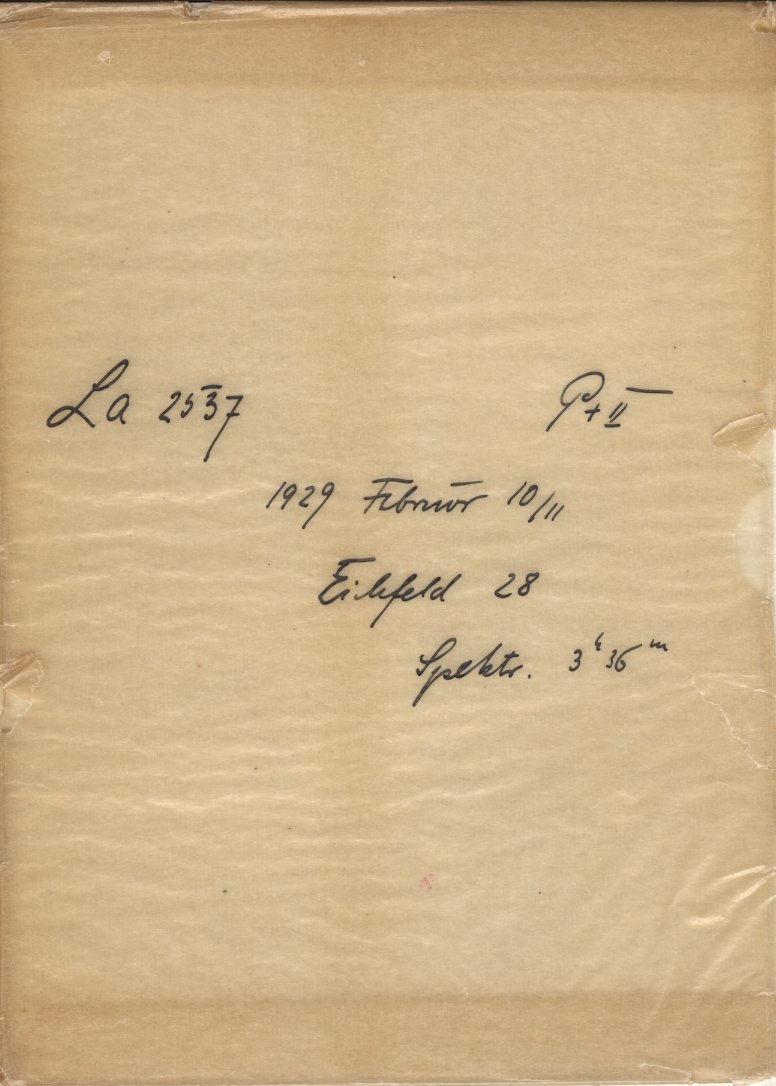 La 2537 P+II
1929 Februar 10/11
Eichfeld 28
Spektr. 3h 36m